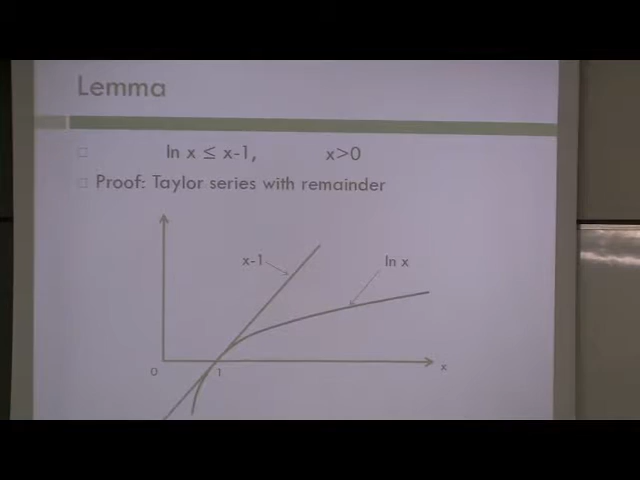 Lemma
ln x ≤ x-1, x>0
Proof: Taylor series with remainder
x-1
ln x
0 1 x